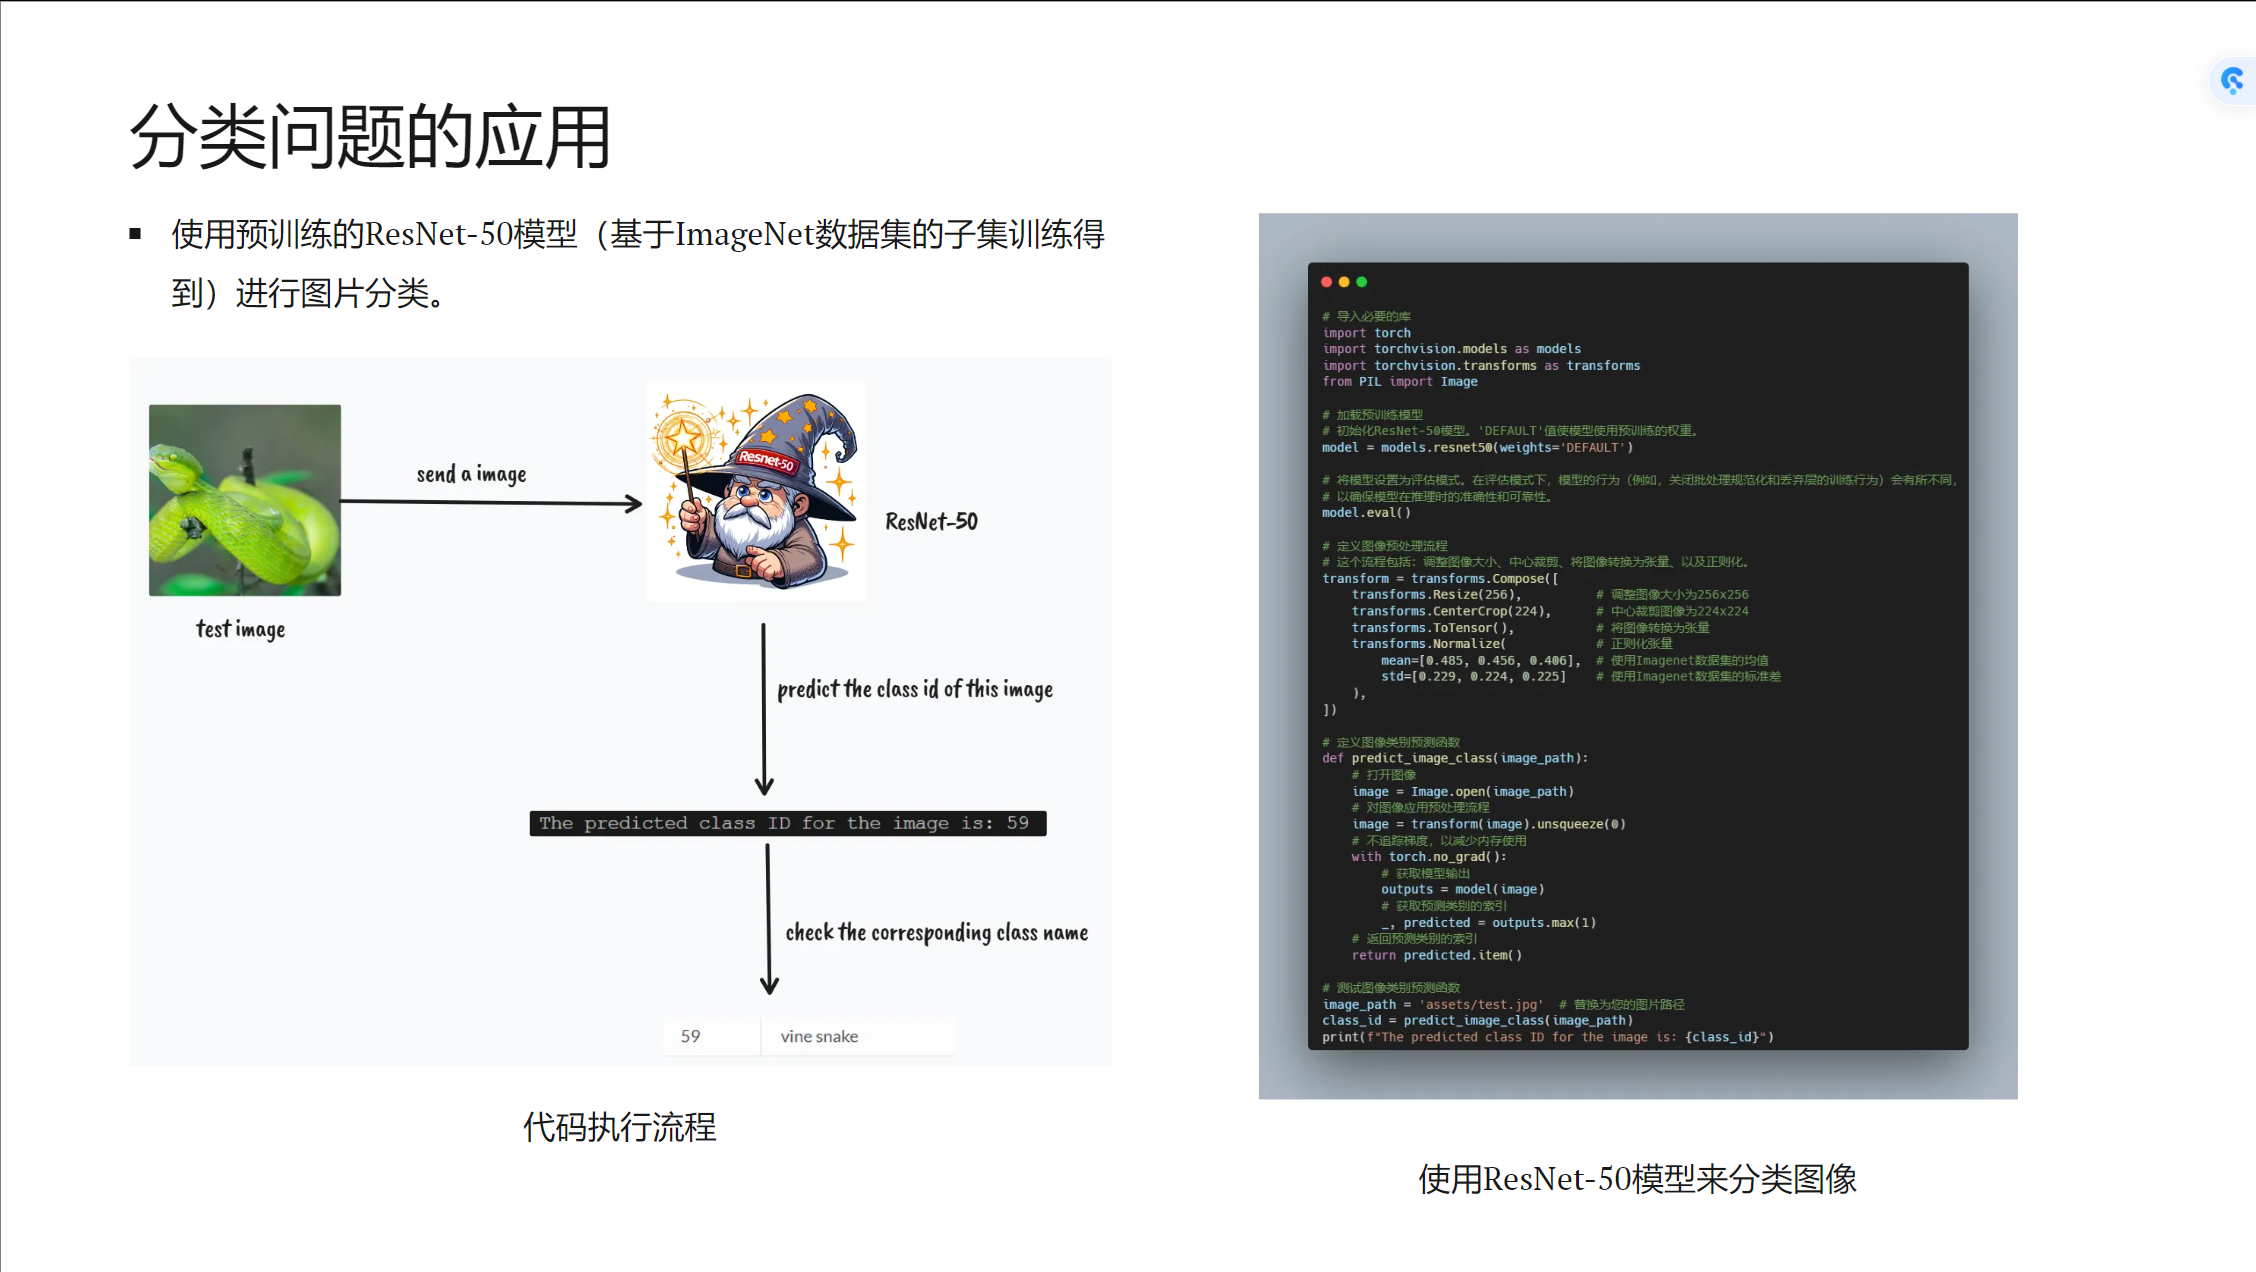 分类问题的应用
▪ 使用预训练的ResNet-50模型（基于ImageNet数据集的子集训练得
到）进行图片分类。
send a image
Resnet-50
ResNet-50
test image
predict the class id of this image
The predicted class ID for the image is: 59
check the corresponding class name
59 vine snake
代码执行流程
# 导入必要的库
import torch
import torchvision.models as models
import torchvision.transforms as transforms
from PIL import Image
# 加载预训练模型
# 初始化ResNet-50模型。'DEFAULT'值使模型使用预训练的权重。
model = models.resnet50(weights='DEFAULT')
# 将模型设置为评估模式。在评估模式下，模型的行为（例如，关闭批处理规范化和丢弃层的训练行为）会有所不同，
# 以确保模型在推理时的准确性和可靠性。
model.eval()
# 定义图像预处理流程
# 这个流程包括：调整图像大小、中心裁剪、将图像转换为张量、以及正则化。
transform = transforms.Compose([
    transforms.Resize(256),          # 调整图像大小为256x256
    transforms.CenterCrop(224),      # 中心裁剪图像为224x224
    transforms.ToTensor(),           # 将图像转换为张量
    transforms.Normalize(            # 正则化张量
        mean=[0.485, 0.456, 0.406],  # 使用Imagenet数据集的均值
        std=[0.229, 0.224, 0.225]    # 使用Imagenet数据集的标准差
    ),
])
# 定义图像类别预测函数
def predict_image_class(image_path):
    # 打开图像
    image = Image.open(image_path)
    # 对图像应用预处理流程
    image = transform(image).unsqueeze(0)
    # 不追踪梯度，以减少内存使用
    with torch.no_grad():
        # 获取模型输出
        outputs = model(image)
        # 获取预测类别的索引
        _, predicted = outputs.max(1)
    # 返回预测类别的索引
    return predicted.item()
# 测试图像类别预测函数
image_path = 'assets/test.jpg'  # 替换为您的图片路径
class_id = predict_image_class(image_path)
print(f"The predicted class ID for the image is: {class_id}")
使用ResNet-50模型来分类图像